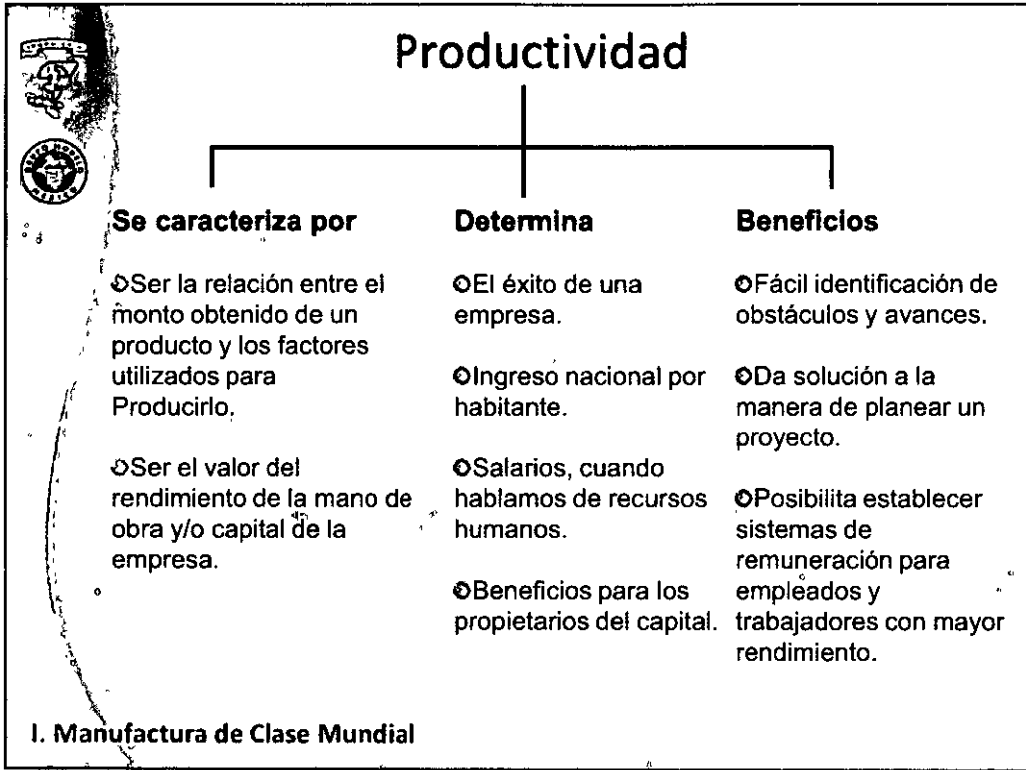 Productividad
Se caracteriza por
Ser la relación entre el
monto obtenido de un
producto y los factores
utilizados para
Producirlo.
Ser el valor del
rendimiento de la mano de
obra y/o capital de la
empresa.
Determina
El éxito de una
empresa.
Ingreso nacional por
habitante.
Salarios, cuando
hablamos de recursos
humanos.
Beneficios para los
propietarios del capital.
Beneficios
Fácil identificación de
obstáculos y avances.
Da solución a la
manera de planear un
proyecto.
Posibilita establecer
sistemas de
remuneración para
empleados y
trabajadores con mayor
rendimiento.
I. Manufactura de Clase Mundial